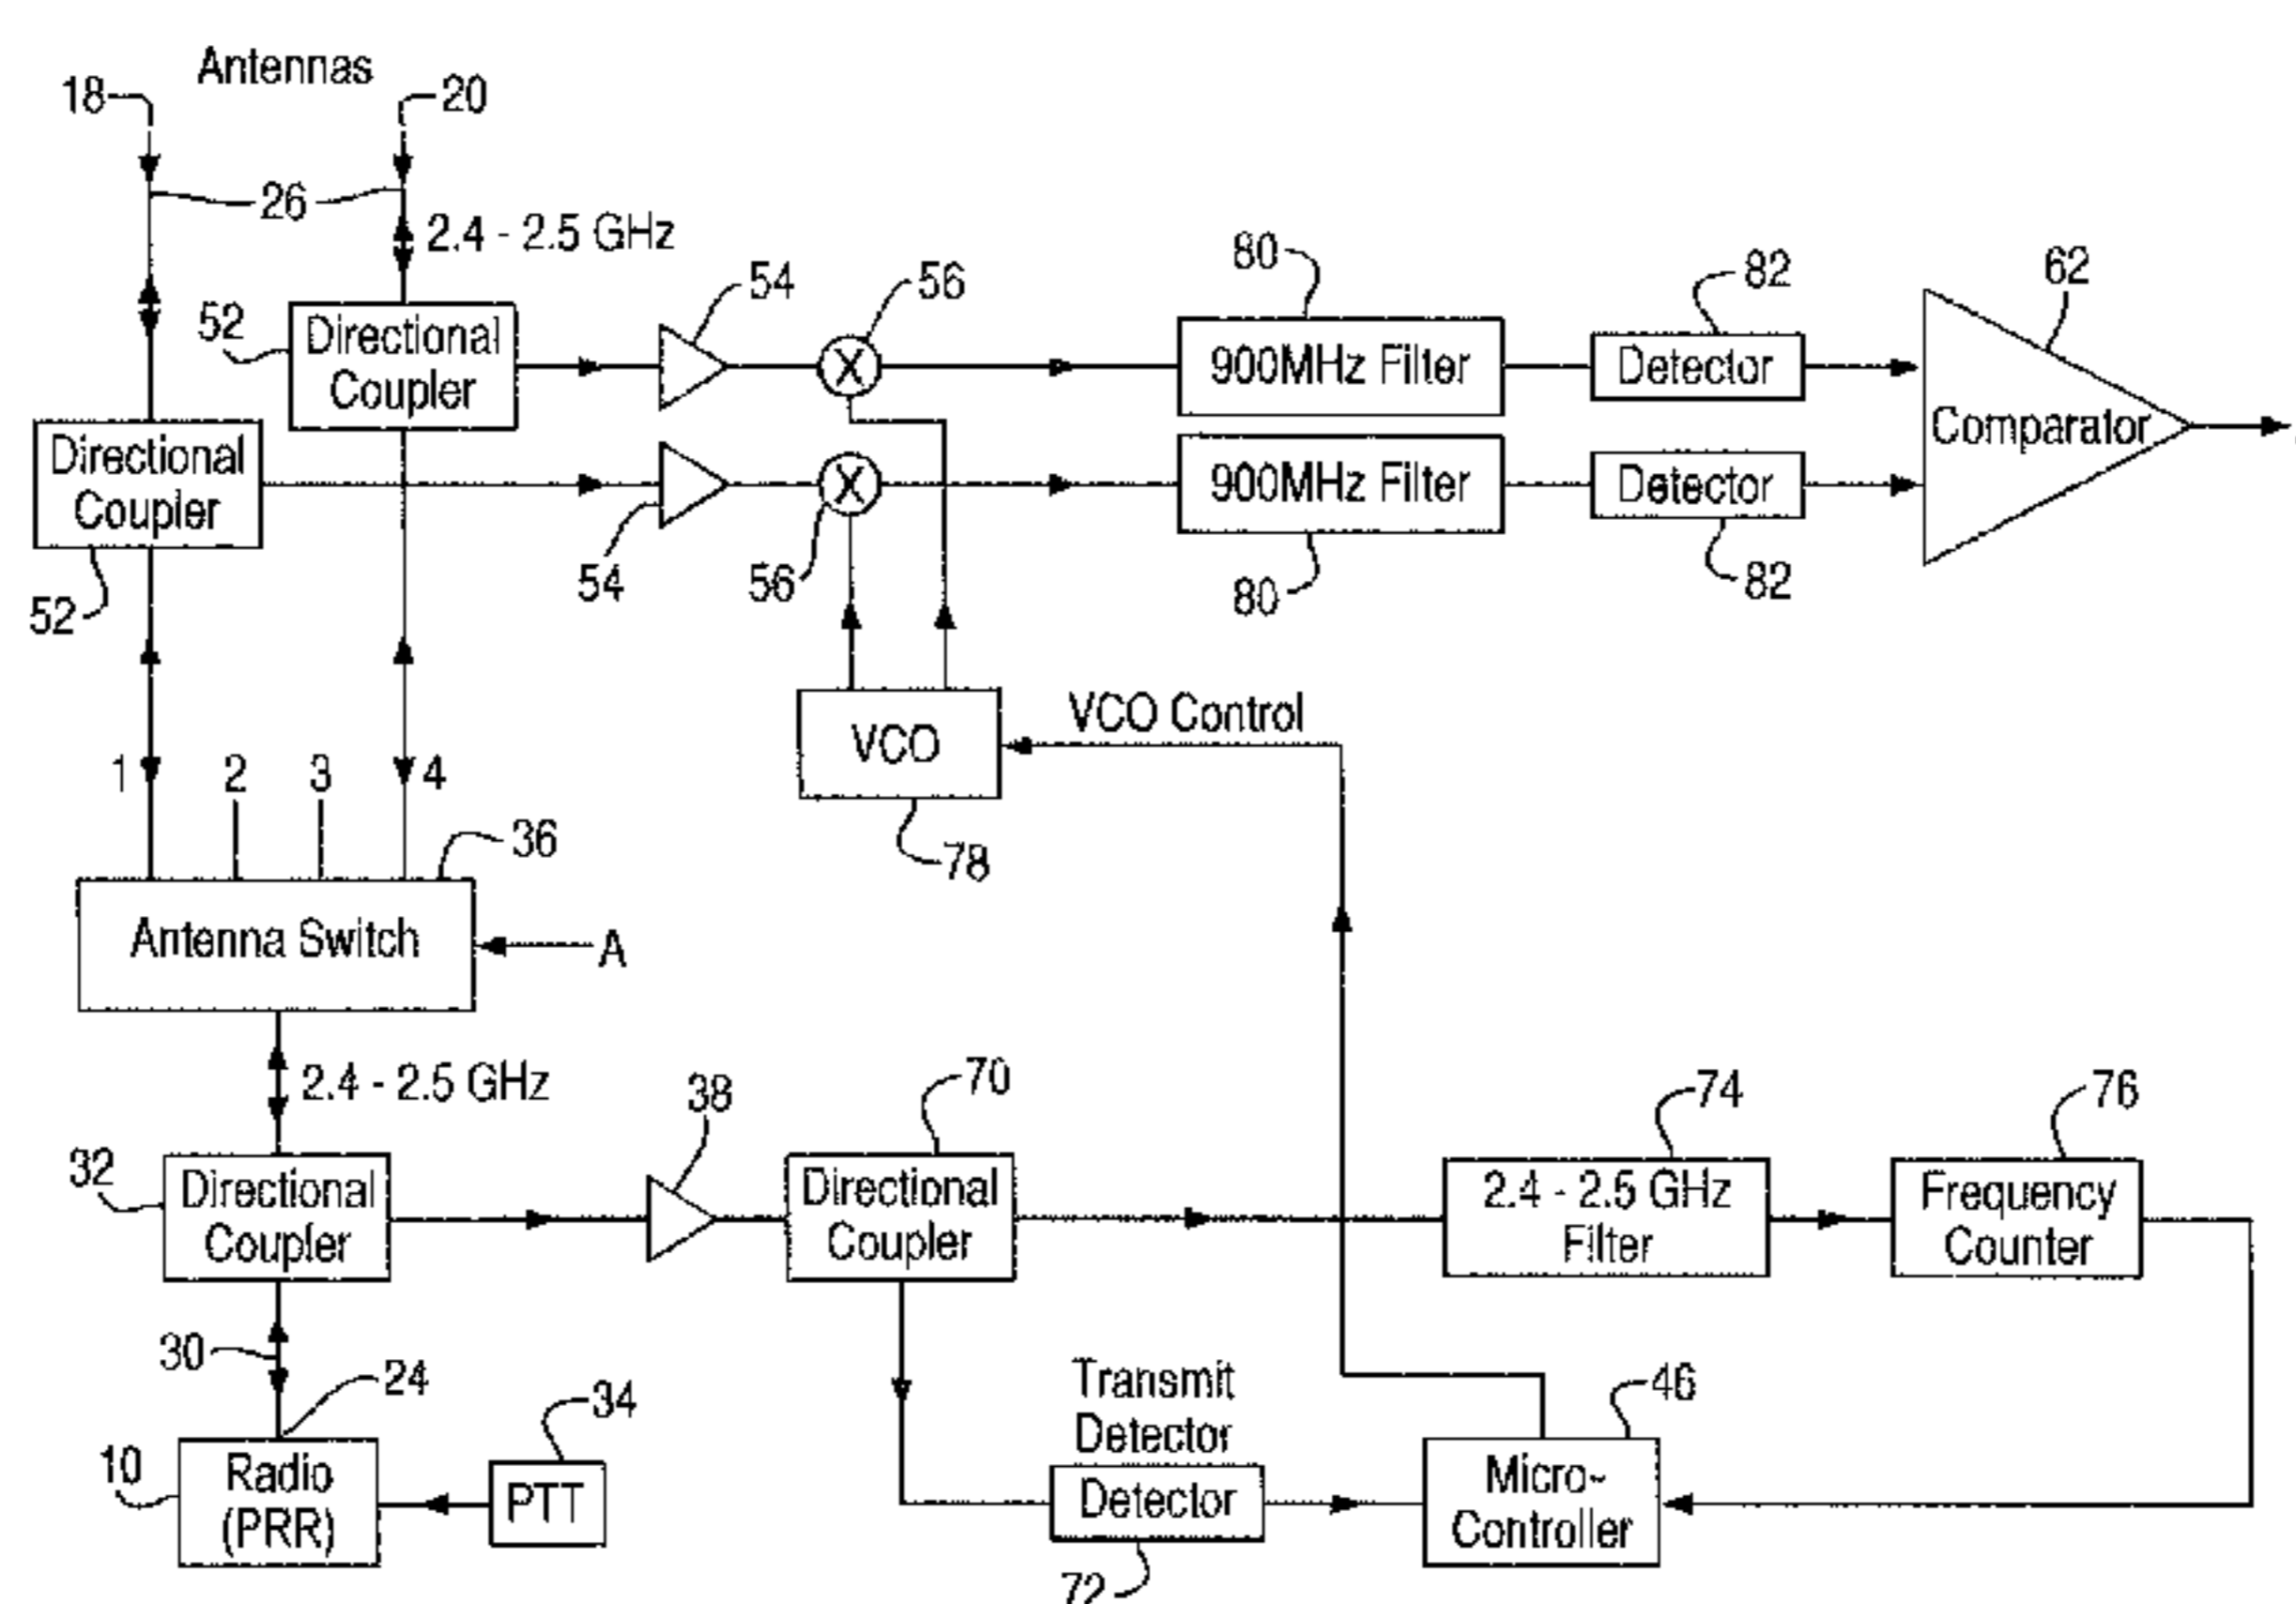 Antennas
18
20
26
2.4 - 2.5 GHz
52
Directional
Coupler
54
56
80
900MHz Filter
82
Detector
62
Comparator
Directional
Coupler
52
54
56
900MHz Filter
80
Detector
82
VCO
78
VCO Control
1
2
3
4
36
Antenna Switch
A
2.4 - 2.5 GHz
32
Directional
Coupler
38
70
Directional
Coupler
74
2.4 - 2.5 GHz
Filter
76
Frequency
Counter
30
24
10
Radio
(PRR)
34
PTT
Transmit
Detector
Detector
72
46
Micro-
Controller